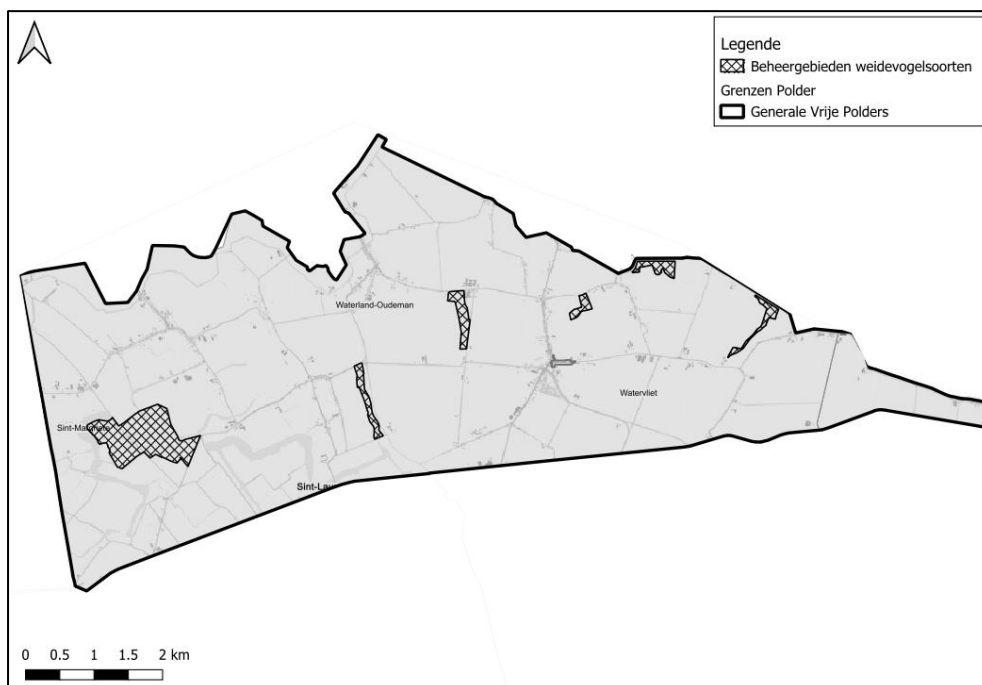 Legende
Beheergebieden weidevogelsoorten
Grenzen Polder
Generale Vrije Polders
Waterland-Oudeman
Watervliet
0 0.5 1 1.5 2 km